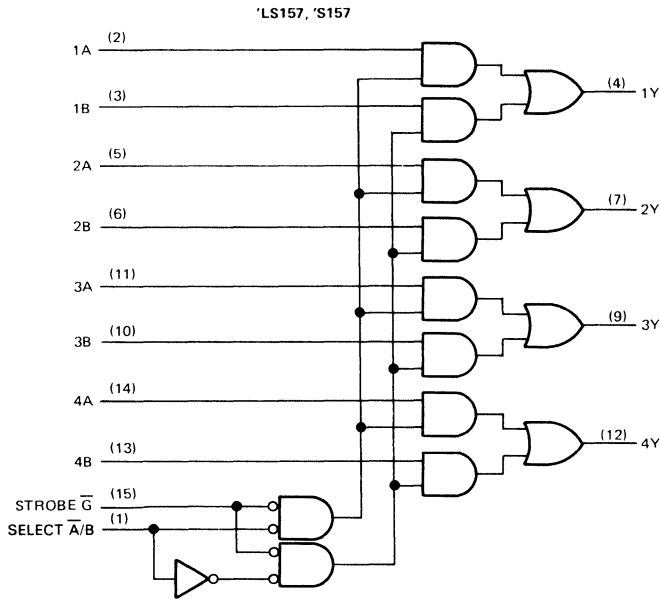 'LS157, 'S157
1A (2)
1B (3)
(4) 1Y
2A (5)
2B (6)
(7) 2Y
3A (11)
3B (10)
(9) 3Y
4A (14)
4B (13)
(12) 4Y
STROBE G̅ (15)
SELECT A̅/B (1)